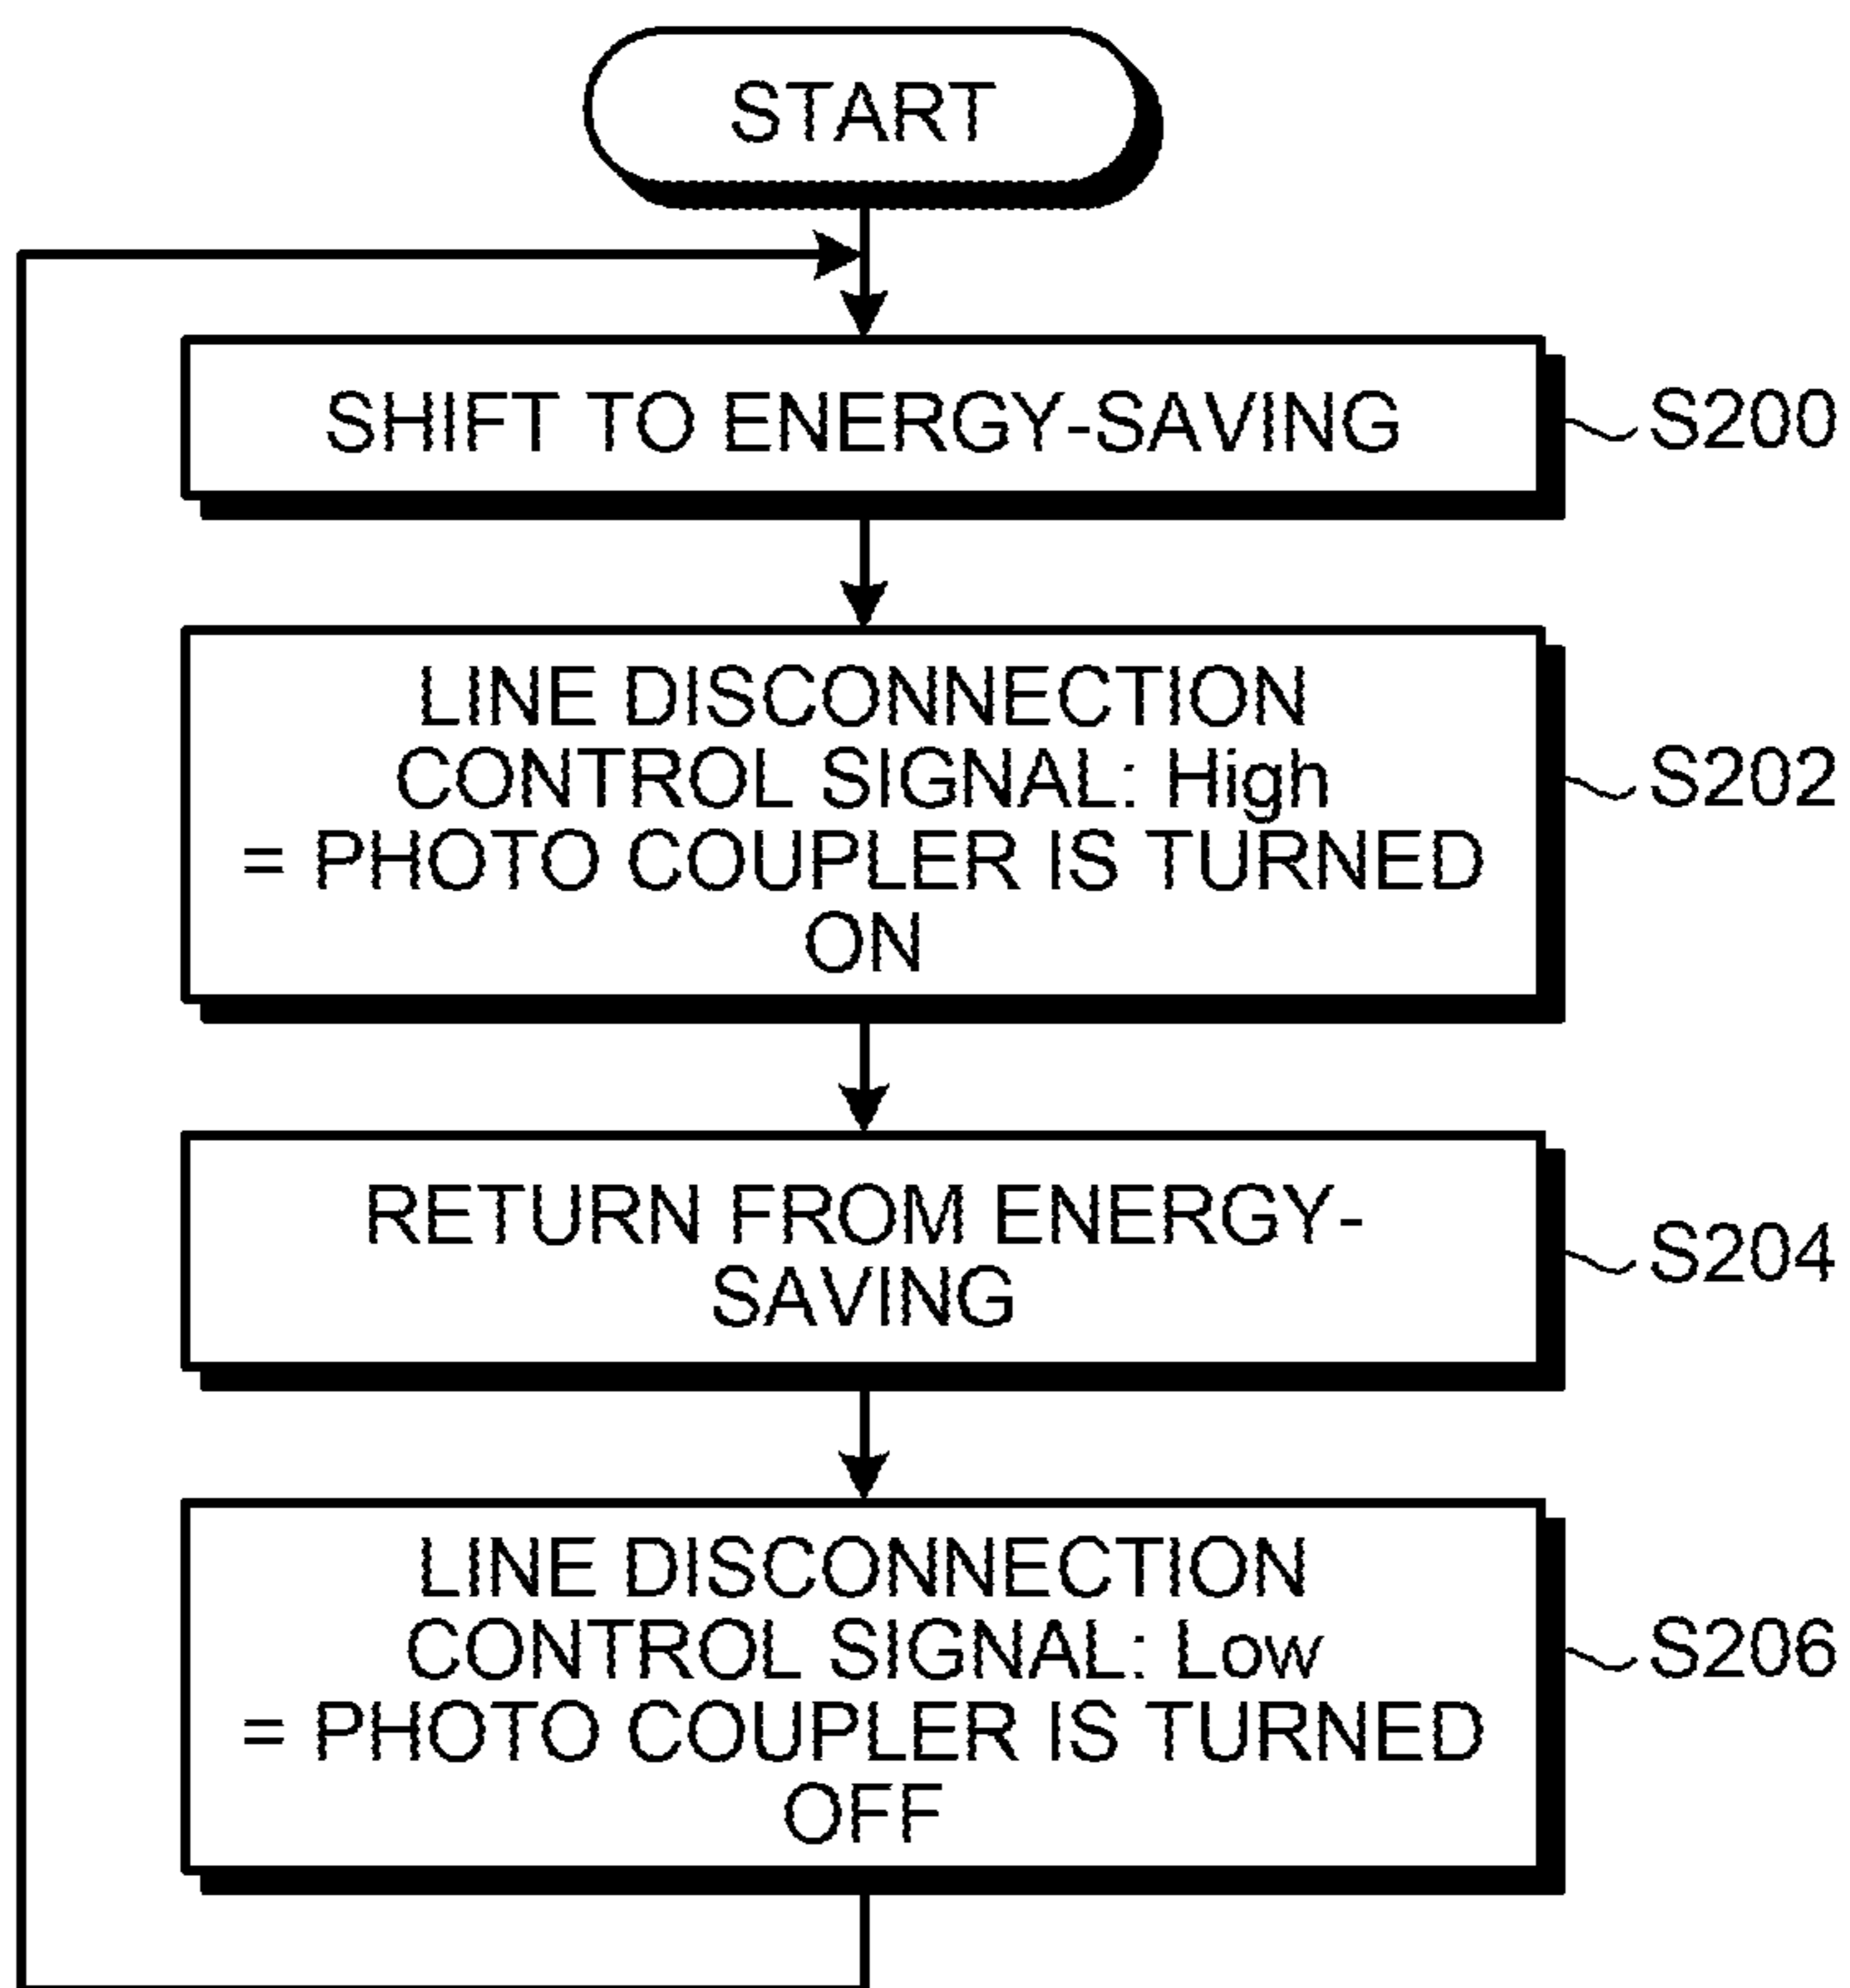 START
SHIFT TO ENERGY-SAVING
S200
LINE DISCONNECTION
CONTROL SIGNAL: High
= PHOTO COUPLER IS TURNED
ON
S202
RETURN FROM ENERGY-
SAVING
S204
LINE DISCONNECTION
CONTROL SIGNAL: Low
= PHOTO COUPLER IS TURNED
OFF
S206